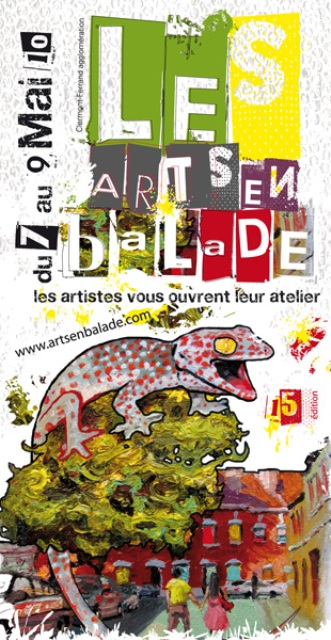 Clermont-Ferrand agglomération
du 7 au 9 Mai/10
LES
ARTS EN
BaLaDE
les artistes vous ouvrent leur atelier
www.artsenbalade.com
15 édition